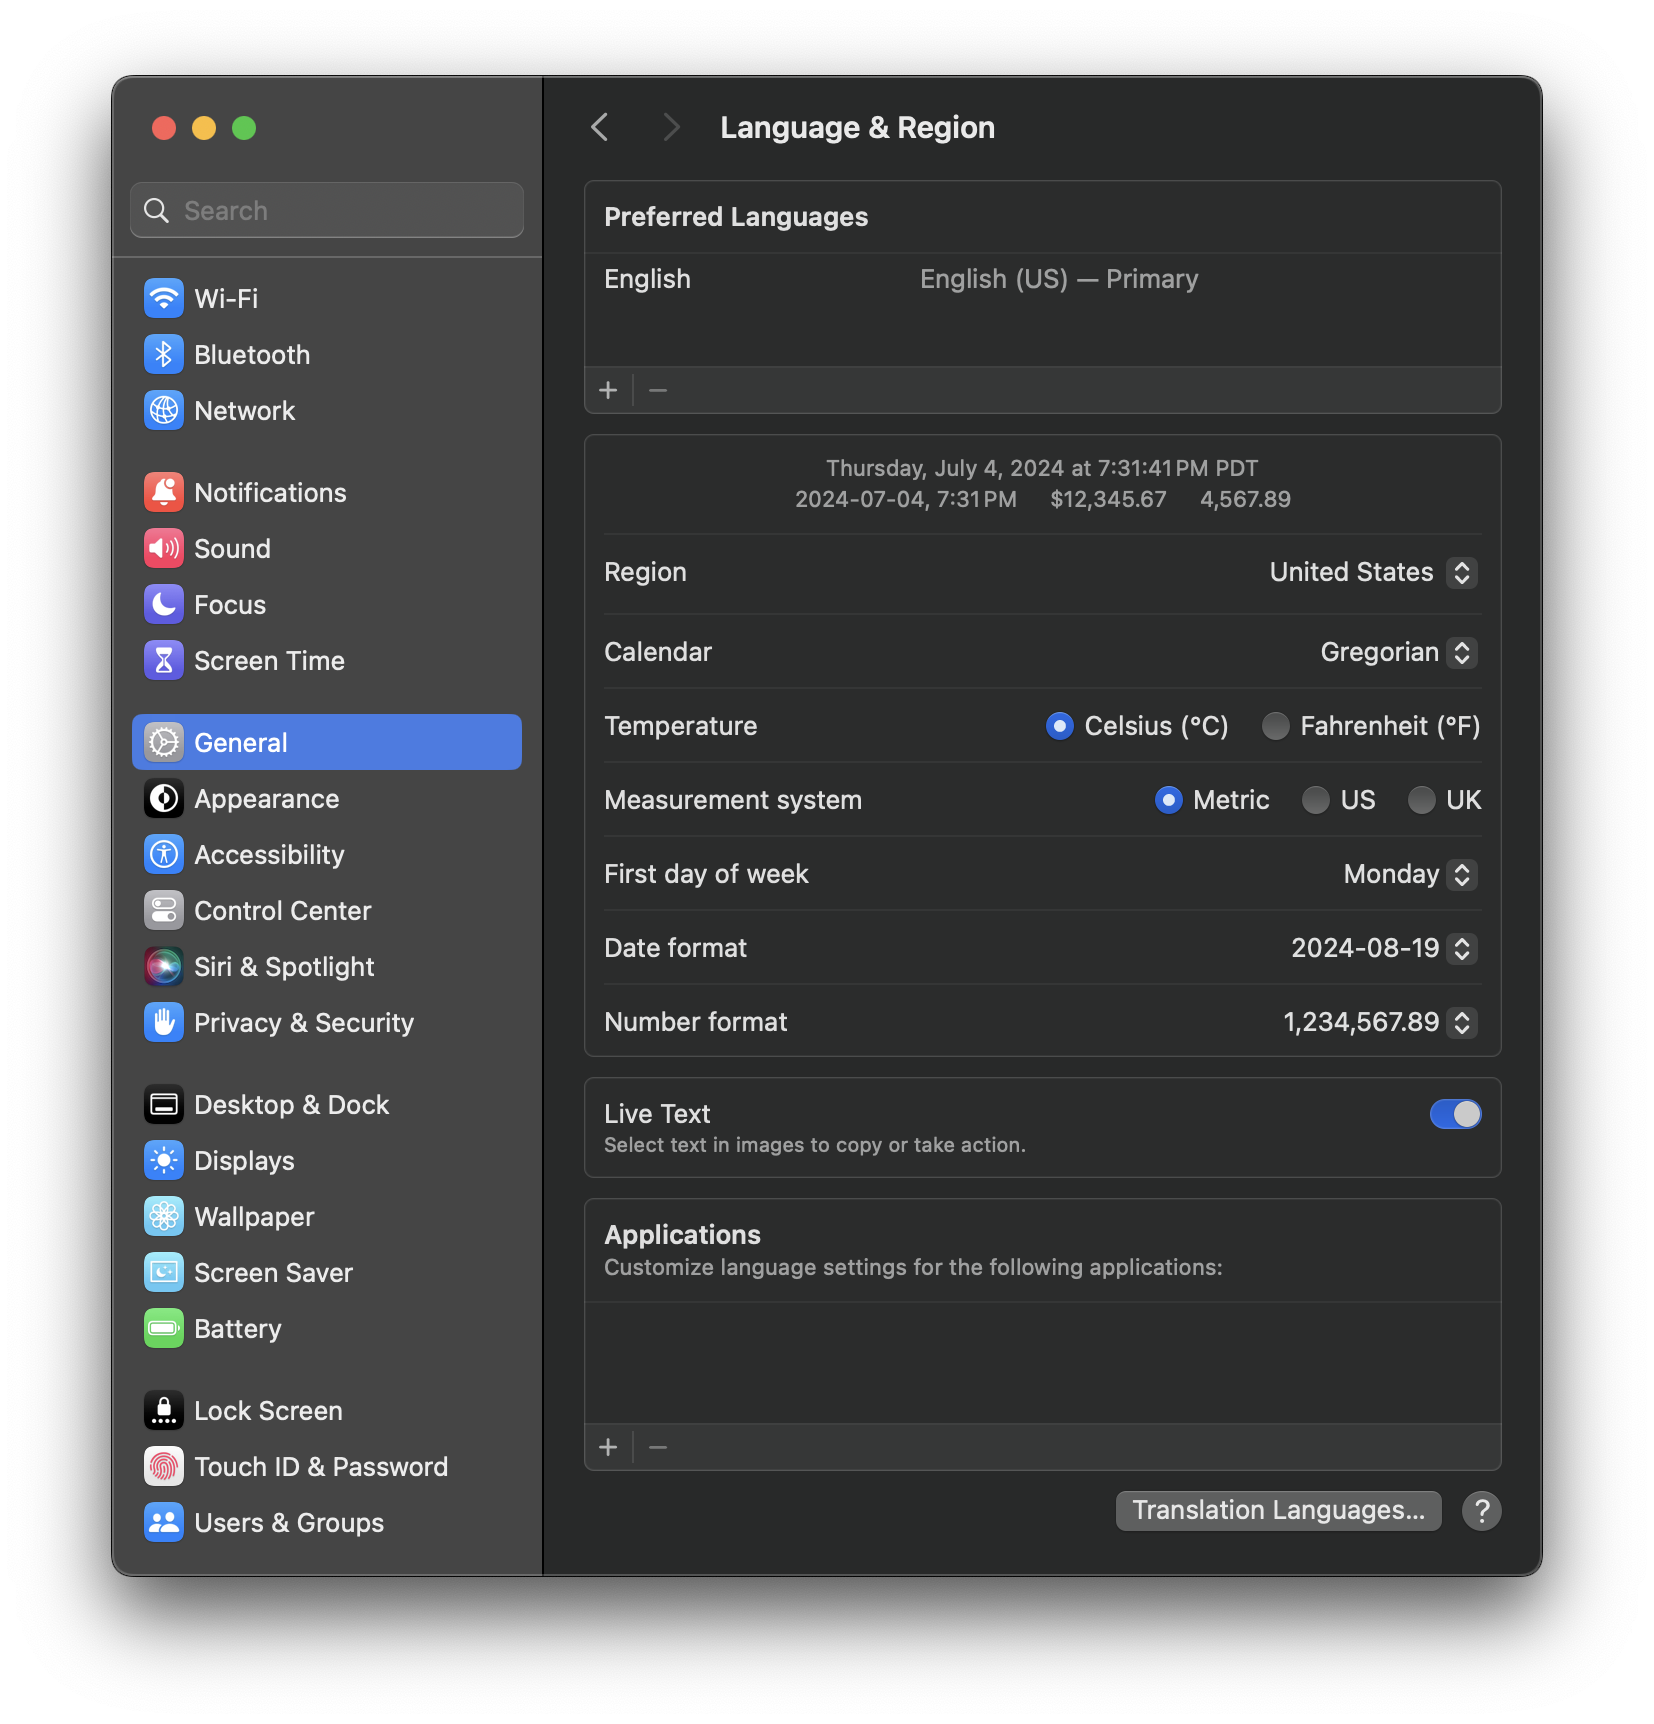 Search
Wi-Fi
Bluetooth
Network
Notifications
Sound
Focus
Screen Time
General
Appearance
Accessibility
Control Center
Siri & Spotlight
Privacy & Security
Desktop & Dock
Displays
Wallpaper
Screen Saver
Battery
Lock Screen
Touch ID & Password
Users & Groups
Language & Region
Preferred Languages
English English (US) — Primary
Thursday, July 4, 2024 at 7:31:41 PM PDT
2024-07-04, 7:31 PM $12,345.67 4,567.89
Region United States
Calendar Gregorian
Temperature Celsius (°C) Fahrenheit (°F)
Measurement system Metric US UK
First day of week Monday
Date format 2024-08-19
Number format 1,234,567.89
Live Text
Select text in images to copy or take action.
Applications
Customize language settings for the following applications:
Translation Languages...
?